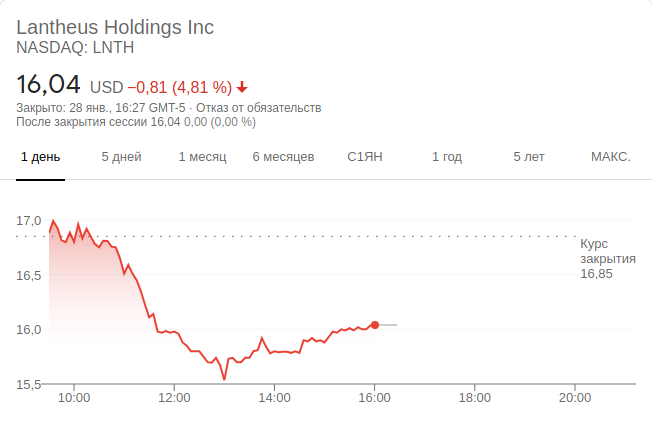 Lantheus Holdings Inc
NASDAQ: LNTH
16,04 USD −0,81 (4,81 %)
Закрыто: 28 янв., 16:27 GMT-5 · Отказ от обязательств
После закрытия сессии 16,04 0,00 (0,00 %)
1 день 5 дней 1 месяц 6 месяцев С1ЯН 1 год 5 лет МАКС.
17,0
Курс
закрытия
16,85
16,5
16,0
15,5
10:00 12:00 14:00 16:00 18:00 20:00